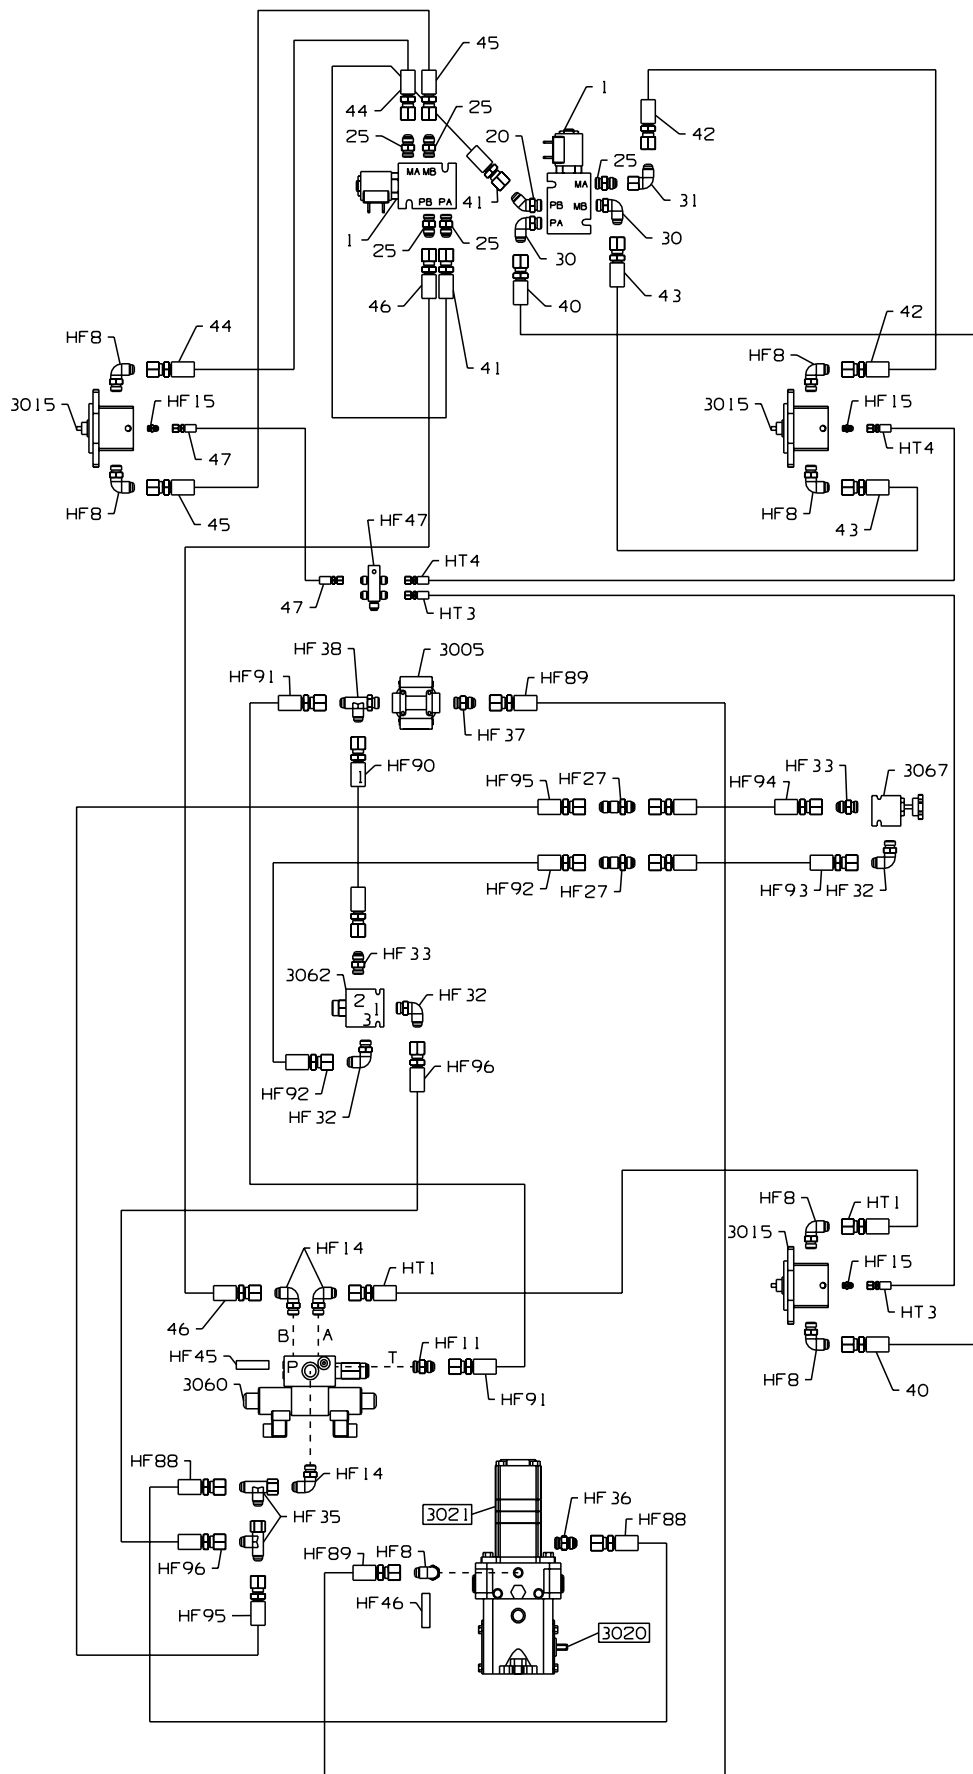 45
1
44
25
25
20
42
25
MA MB
MA
41
31
PB PA
PB
MB
PA
1
25
25
30
30
46
40
43
41
44
HF8
42
HF8
3015
HF15
3015
HF15
47
HT4
HF8
45
HF8
43
HF47
HT4
47
HT3
HF38
3005
HF91
HF89
HF37
1
HF90
HF95
HF27
HF94
HF33
3067
HF92
HF27
HF93
HF32
HF33
3062
2
1
3
HF32
HF92
HF32
HF96
HF8
HT1
3015
HF14
HT1
HF15
46
B
A
HT3
HF45
P
T
HF11
3060
HF91
HF8
40
HF88
HF14
HF35
3021
HF36
HF88
HF96
HF89
HF8
HF95
HF46
3020